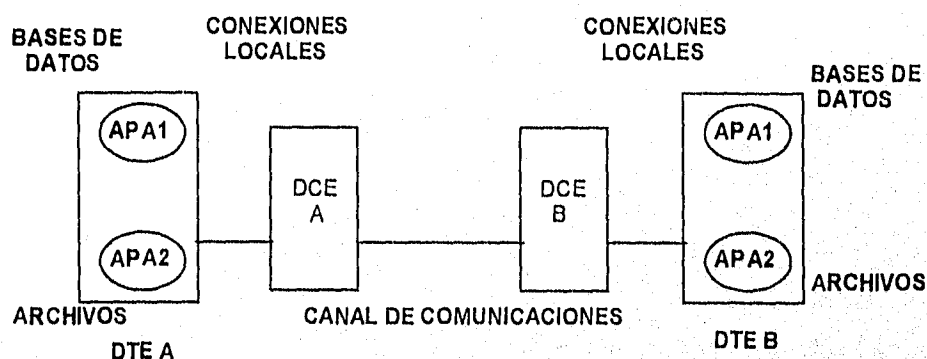 BASES DE
DATOS
CONEXIONES
LOCALES
CONEXIONES
LOCALES
BASES DE
DATOS
APA1
APA1
DCE
A
DCE
B
APA2
APA2
ARCHIVOS
CANAL DE COMUNICACIONES
ARCHIVOS
DTE A
DTE B